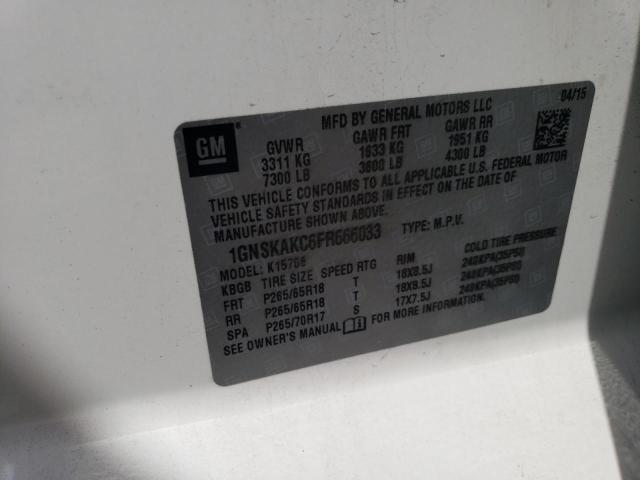 GM
MFD BY GENERAL MOTORS LLC 04/15
GVWR GAWR FRT GAWR RR
3311 KG 1633 KG 1951 KG
7300 LB 3600 LB 4300 LB
THIS VEHICLE CONFORMS TO ALL APPLICABLE U.S. FEDERAL MOTOR
VEHICLE SAFETY STANDARDS IN EFFECT ON THE DATE OF
MANUFACTURE SHOWN ABOVE.
1GNSKAKC6FR666033 TYPE: M.P.V.
MODEL: K15706
KBGB TIRE SIZE SPEED RTG RIM COLD TIRE PRESSURE
FRT P265/65R18 T 18X8.5J 240KPA(35PSI)
RR P265/65R18 T 18X8.5J 240KPA(35PSI)
SPA P265/70R17 S 17X7.5J 240KPA(35PSI)
SEE OWNER'S MANUAL FOR MORE INFORMATION.